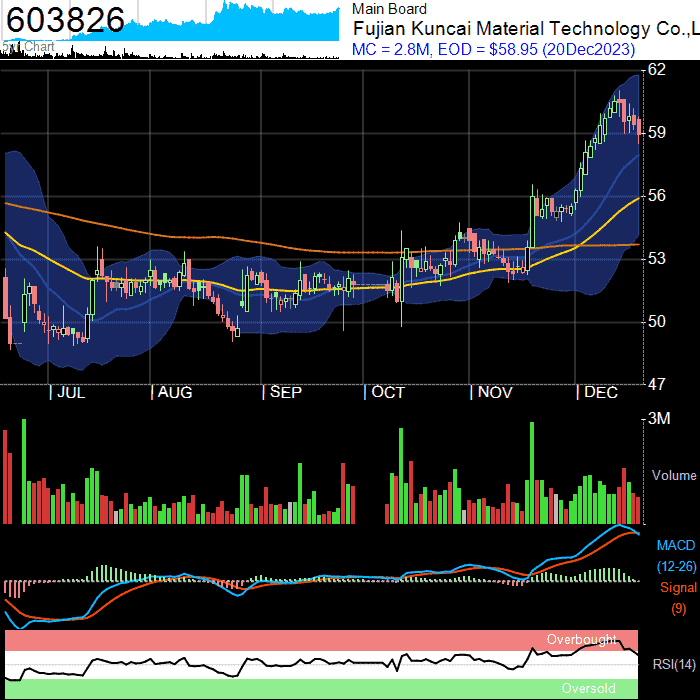 603826
5yr Chart
Main Board
Fujian Kuncai Material Technology Co.,L
MC = 2.8M, EOD = $58.95 (20Dec2023)
62
59
56
53
50
47
JUL
AUG
SEP
OCT
NOV
DEC
3M
Volume
MACD
(12-26)
Signal
(9)
Overbought
RSI(14)
Oversold